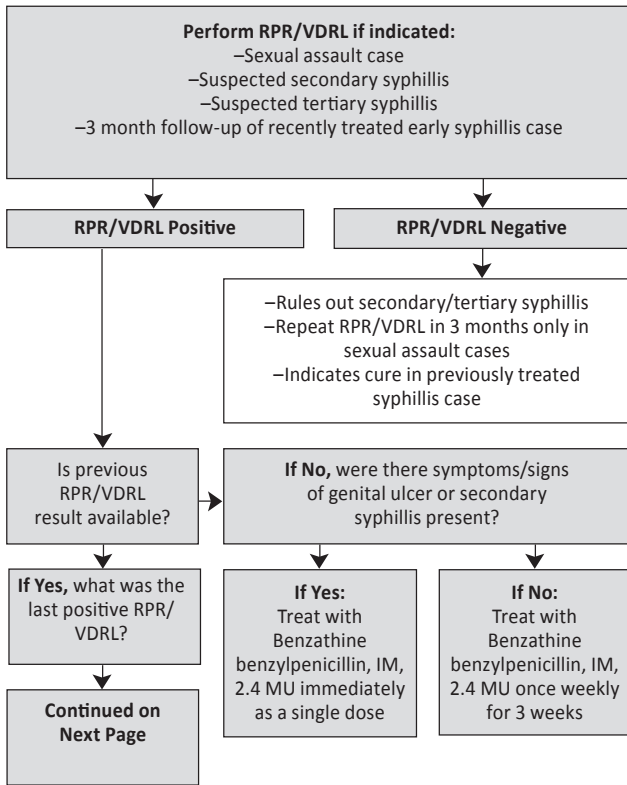 Perform RPR/VDRL if indicated:
–Sexual assault case
–Suspected secondary syphillis
–Suspected tertiary syphillis
–3 month follow-up of recently treated early syphillis case
RPR/VDRL Positive
RPR/VDRL Negative
–Rules out secondary/tertiary syphillis
–Repeat RPR/VDRL in 3 months only in
sexual assault cases
–Indicates cure in previously treated
syphillis case
Is previous
RPR/VDRL
result available?
If No, were there symptoms/signs
of genital ulcer or secondary
syphillis present?
If Yes, what was the
last positive RPR/
VDRL?
Continued on
Next Page
If Yes:
Treat with
Benzathine
benzylpenicillin, IM,
2.4 MU immediately
as a single dose
If No:
Treat with
Benzathine
benzylpenicillin, IM,
2.4 MU once weekly
for 3 weeks